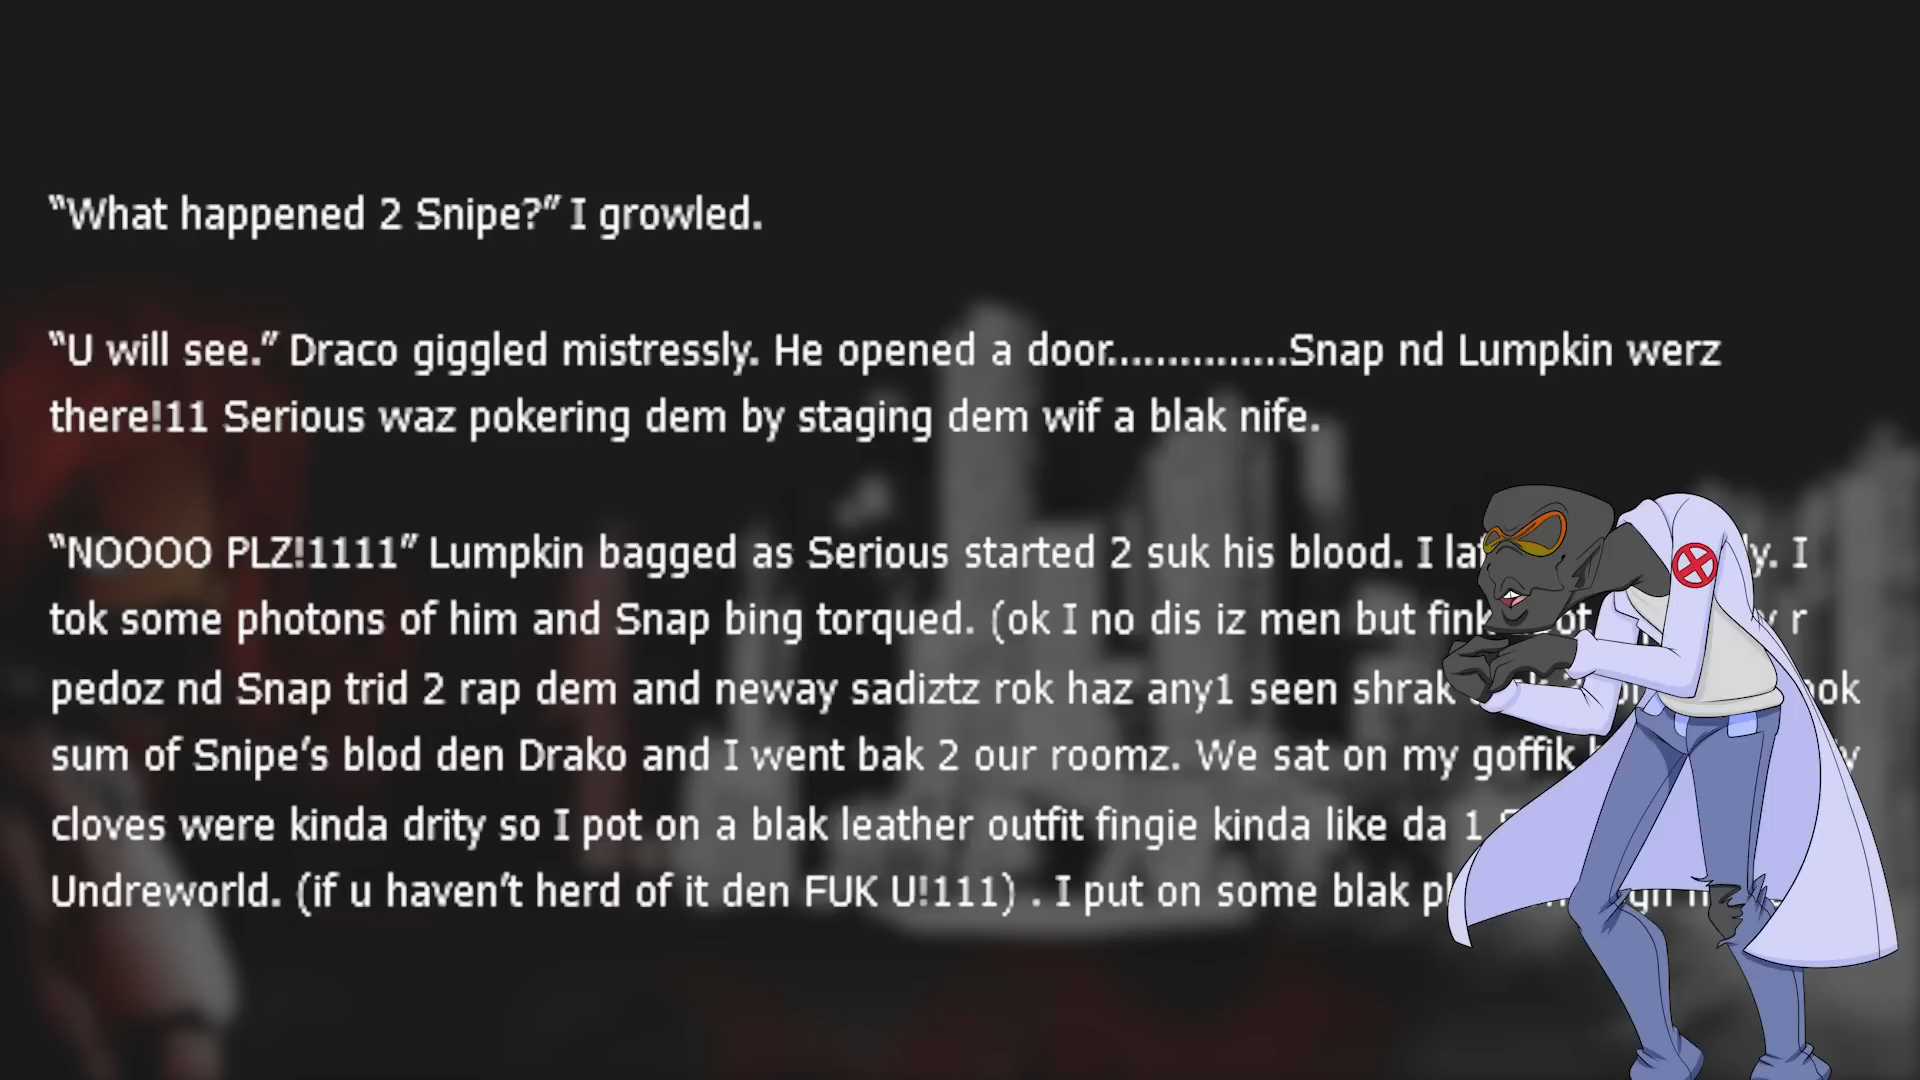 “What happened 2 Snipe?” I growled.
“U will see.” Draco giggled mistressly. He opened a door...............Snap nd Lumpkin werz
there!11 Serious waz pokering dem by staging dem wif a blak nife.
“NOOOO PLZ!1111” Lumpkin bagged as Serious started 2 suk his blood. I I
tok some photons of him and Snap bing torqued. (ok I no dis iz men but r
pedoz nd Snap trid 2 rap dem and neway sadiztz rok haz any1 seen shrak
sum of Snipe’s blod den Drako and I went bak 2 our roomz. We sat on my goffik
cloves were kinda drity so I pot on a blak leather outfit fingie kinda like da 1
Undreworld. (if u haven’t herd of it den FUK U!111) . I put on some blak